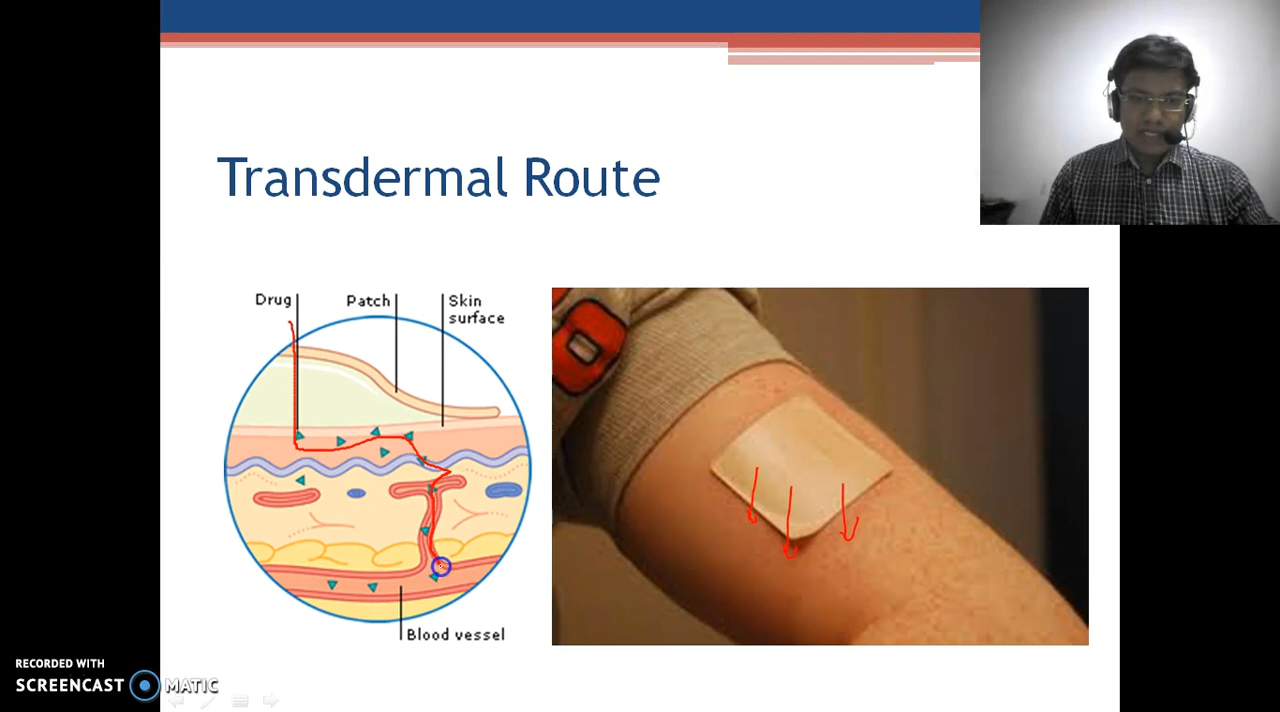 Transdermal Route
Drug
Patch
Skin
surface
Blood vessel
RECORDED WITH
SCREENCAST MATIC